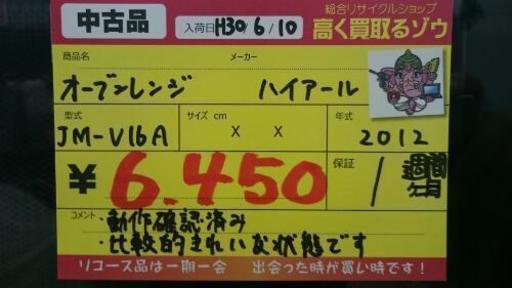 中古品 入荷日 H30/6/10 総合リサイクルショップ
高く買取るゾウ
商品名 メーカー
オーブンレンジ ハイアール
型式 サイズ cm 年式
JM-V16A X X 2012
¥ 6.450 保証 1 週間
ヶ月
コメント ・動作確認済み
・比較的きれいな状態です
リユース品は一期一会 出会った時が買い時です!